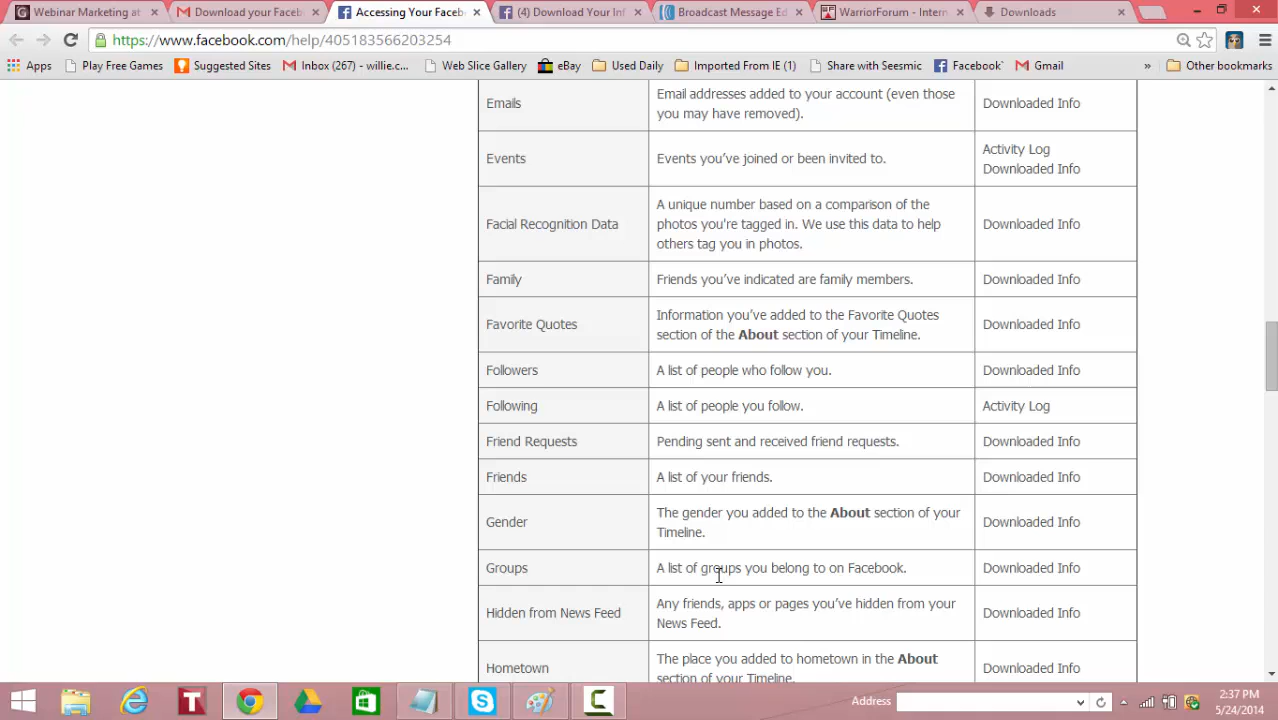 Webinar Marketing at
Download your Faceb
Accessing Your Faceb
(4) Download Your Inf
Broadcast Message Ed
WarriorForum - Intern
Downloads
https://www.facebook.com/help/405183566203254
Apps
Play Free Games
Suggested Sites
Inbox (267) - willie.c...
Web Slice Gallery
eBay
Used Daily
Imported From IE (1)
Share with Seesmic
Facebook
Gmail
»
Other bookmarks
Emails
Email addresses added to your account (even those
you may have removed).
Downloaded Info
Events
Events you've joined or been invited to.
Activity Log
Downloaded Info
Facial Recognition Data
A unique number based on a comparison of the
photos you're tagged in. We use this data to help
others tag you in photos.
Downloaded Info
Family
Friends you've indicated are family members.
Downloaded Info
Favorite Quotes
Information you've added to the Favorite Quotes
section of the About section of your Timeline.
Downloaded Info
Followers
A list of people who follow you.
Downloaded Info
Following
A list of people you follow.
Activity Log
Friend Requests
Pending sent and received friend requests.
Downloaded Info
Friends
A list of your friends.
Downloaded Info
Gender
The gender you added to the About section of your
Timeline.
Downloaded Info
Groups
A list of groups you belong to on Facebook.
Downloaded Info
Hidden from News Feed
Any friends, apps or pages you've hidden from your
News Feed.
Downloaded Info
Hometown
The place you added to hometown in the About
section of your Timeline.
Downloaded Info
Address
2:37 PM
5/24/2014